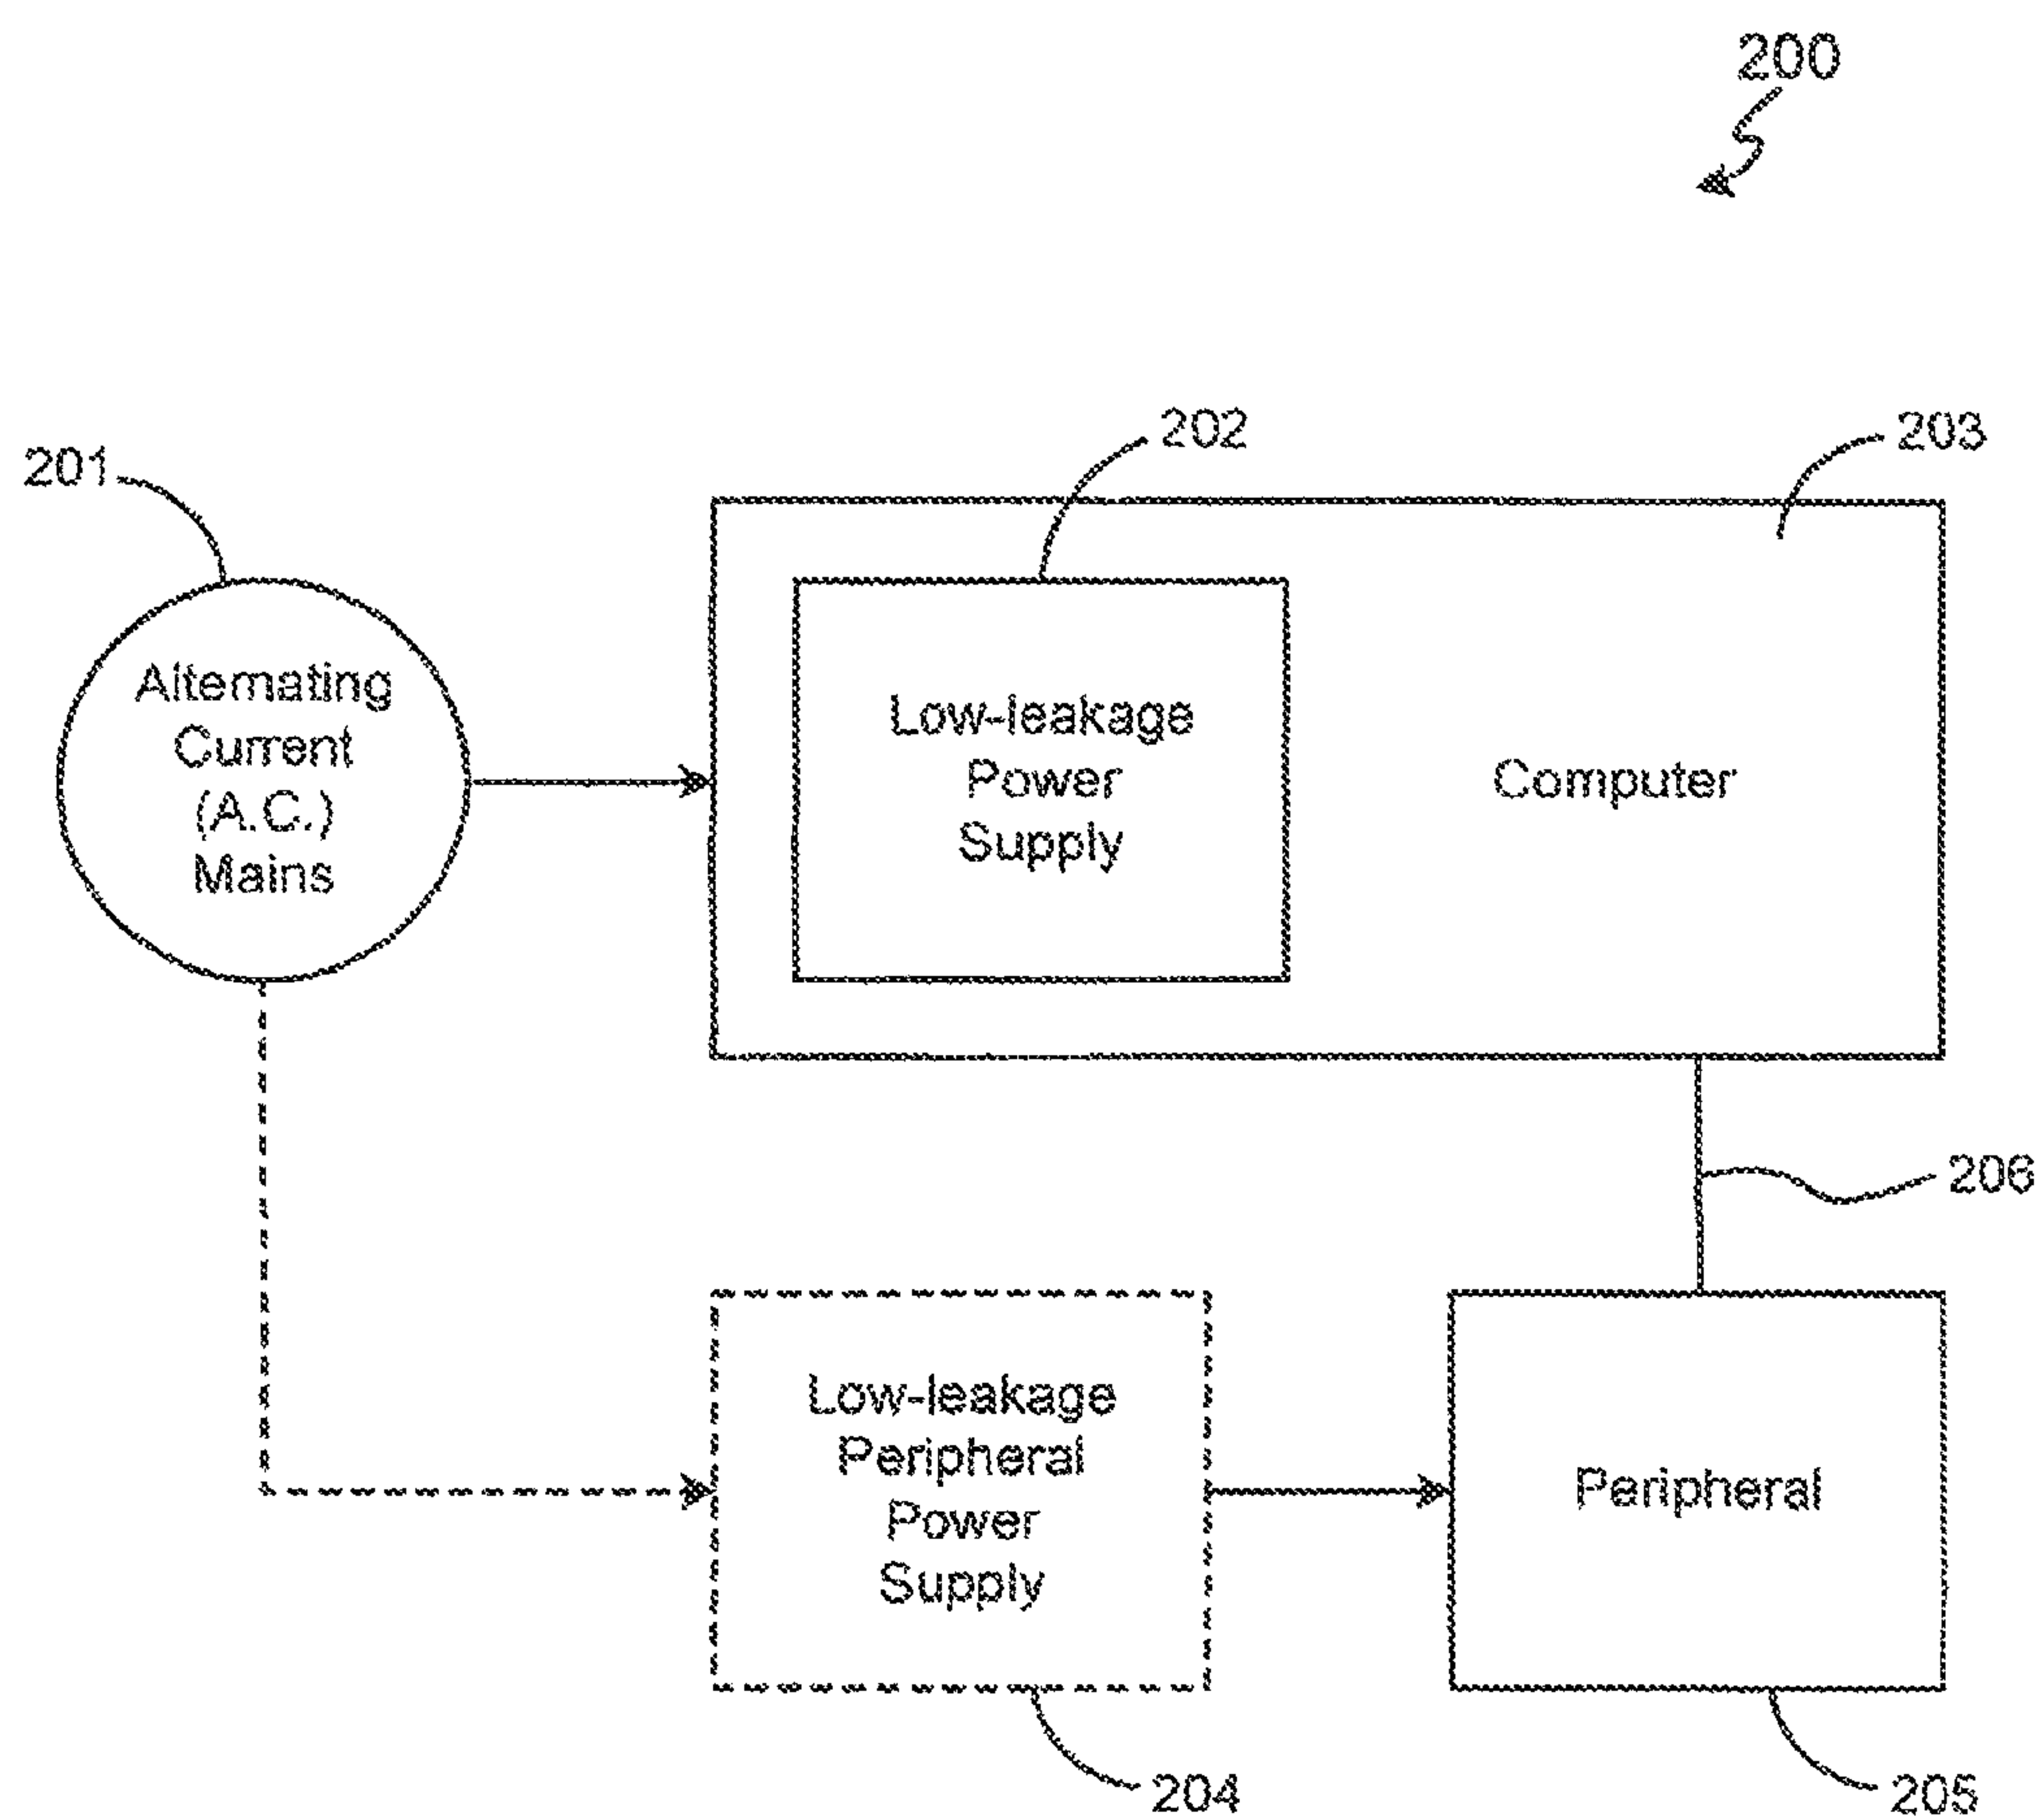 200
201
202
203
Alternating
Current
(A.C.)
Mains
Low-leakage
Power
Supply
Computer
206
Low-leakage
Peripheral
Power
Supply
Peripheral
204
205